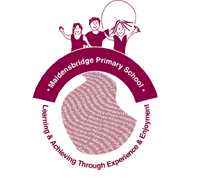 • Maidensbridge Primary School •
Learning & Achieving Through Experience & Enjoyment